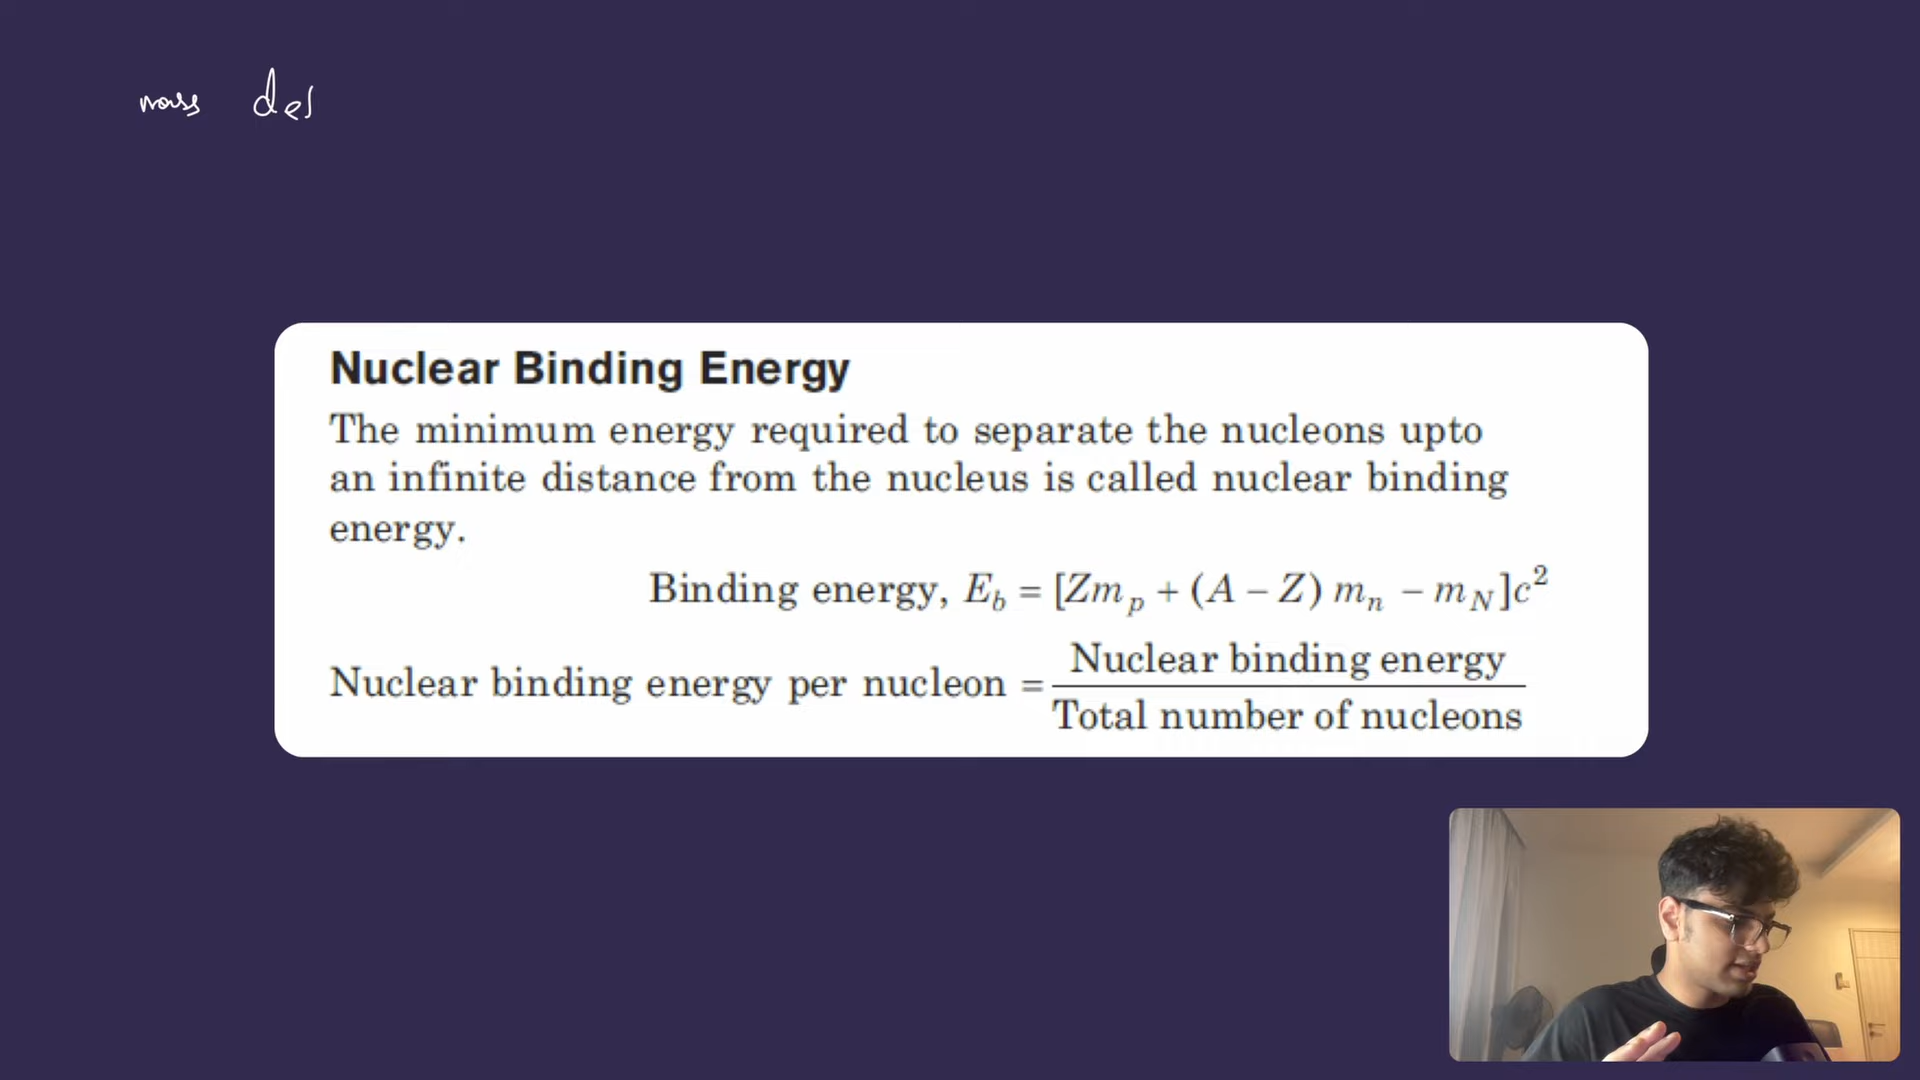 mass def
Nuclear Binding Energy
The minimum energy required to separate the nucleons upto
an infinite distance from the nucleus is called nuclear binding
energy.
Binding energy, E_b = [Zm_p + (A − Z) m_n − m_N]c²
Nuclear binding energy per nucleon = Nuclear binding energy
Total number of nucleons